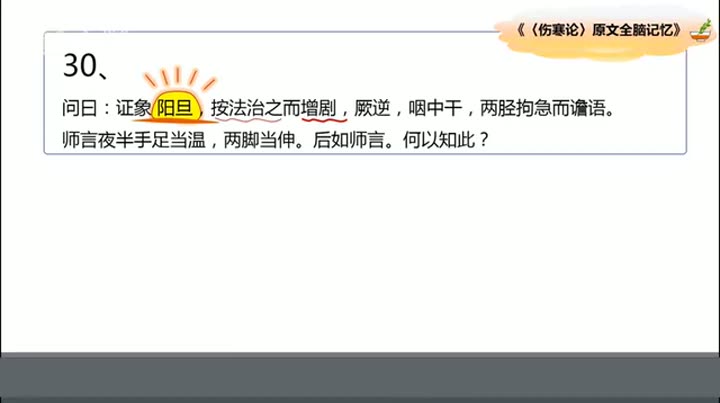 《〈伤寒论〉原文全脑记忆》
30、
问曰：证象阳旦，按法治之而增剧，厥逆，咽中干，两胫拘急而谵语。
师言夜半手足当温，两脚当伸。后如师言。何以知此？